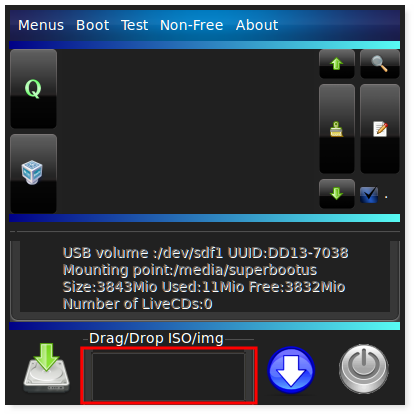 Menus Boot Test Non-Free About
Q
USB volume :/dev/sdf1 UUID:DD13-7038
Mounting point:/media/superbootus
Size:3843Mio Used:11Mio Free:3832Mio
Number of LiveCDs:0
Drag/Drop ISO/img